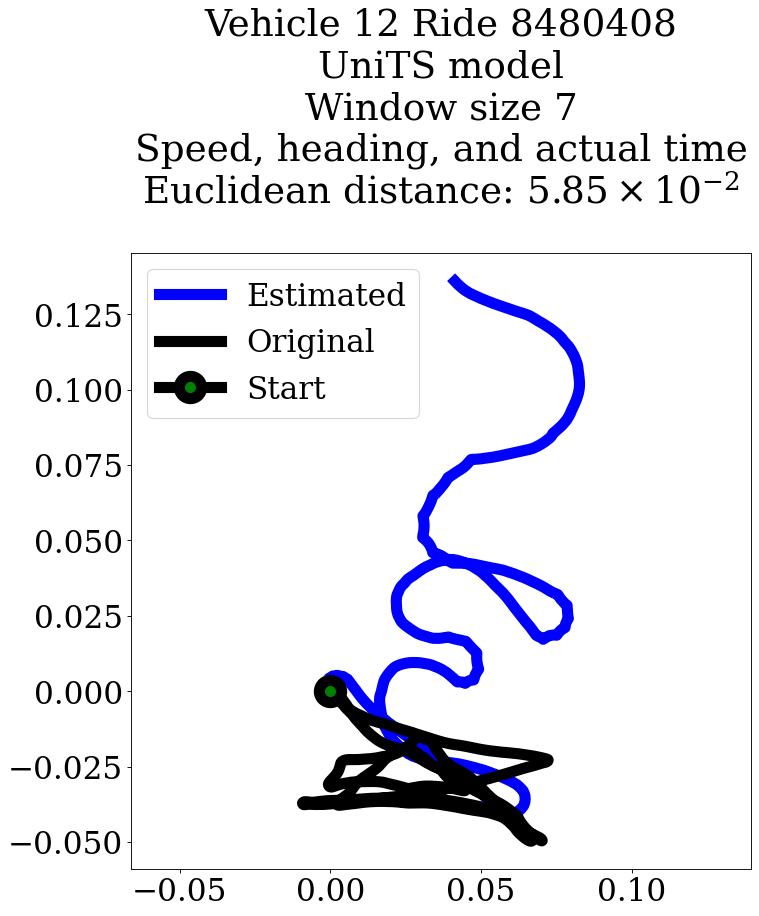 Vehicle 12 Ride 8480408
UniTS model
Window size 7
Speed, heading, and actual time
Euclidean distance: 5.85 × 10⁻²
Estimated
Original
Start
0.125
0.100
0.075
0.050
0.025
0.000
−0.025
−0.050
−0.05 0.00 0.05 0.10